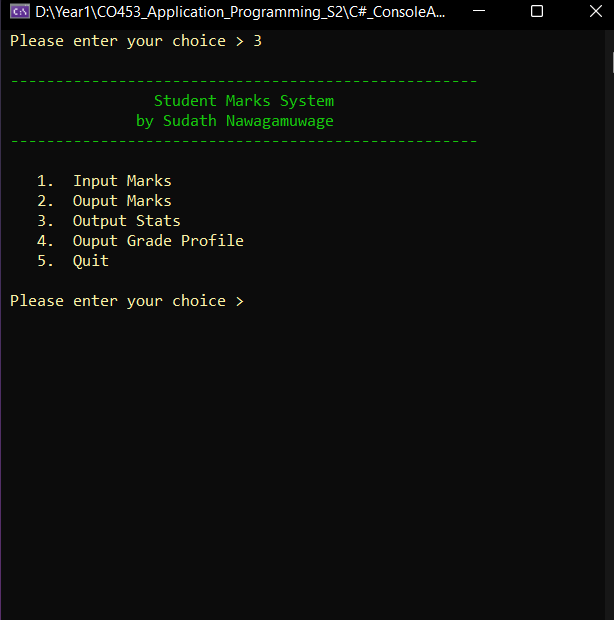 D:\Year1\CO453_Application_Programming_S2\C#_ConsoleA...
Please enter your choice > 3
----------------------------------------------------
Student Marks System
by Sudath Nawagamuwage
----------------------------------------------------
1. Input Marks
2. Ouput Marks
3. Output Stats
4. Ouput Grade Profile
5. Quit
Please enter your choice >